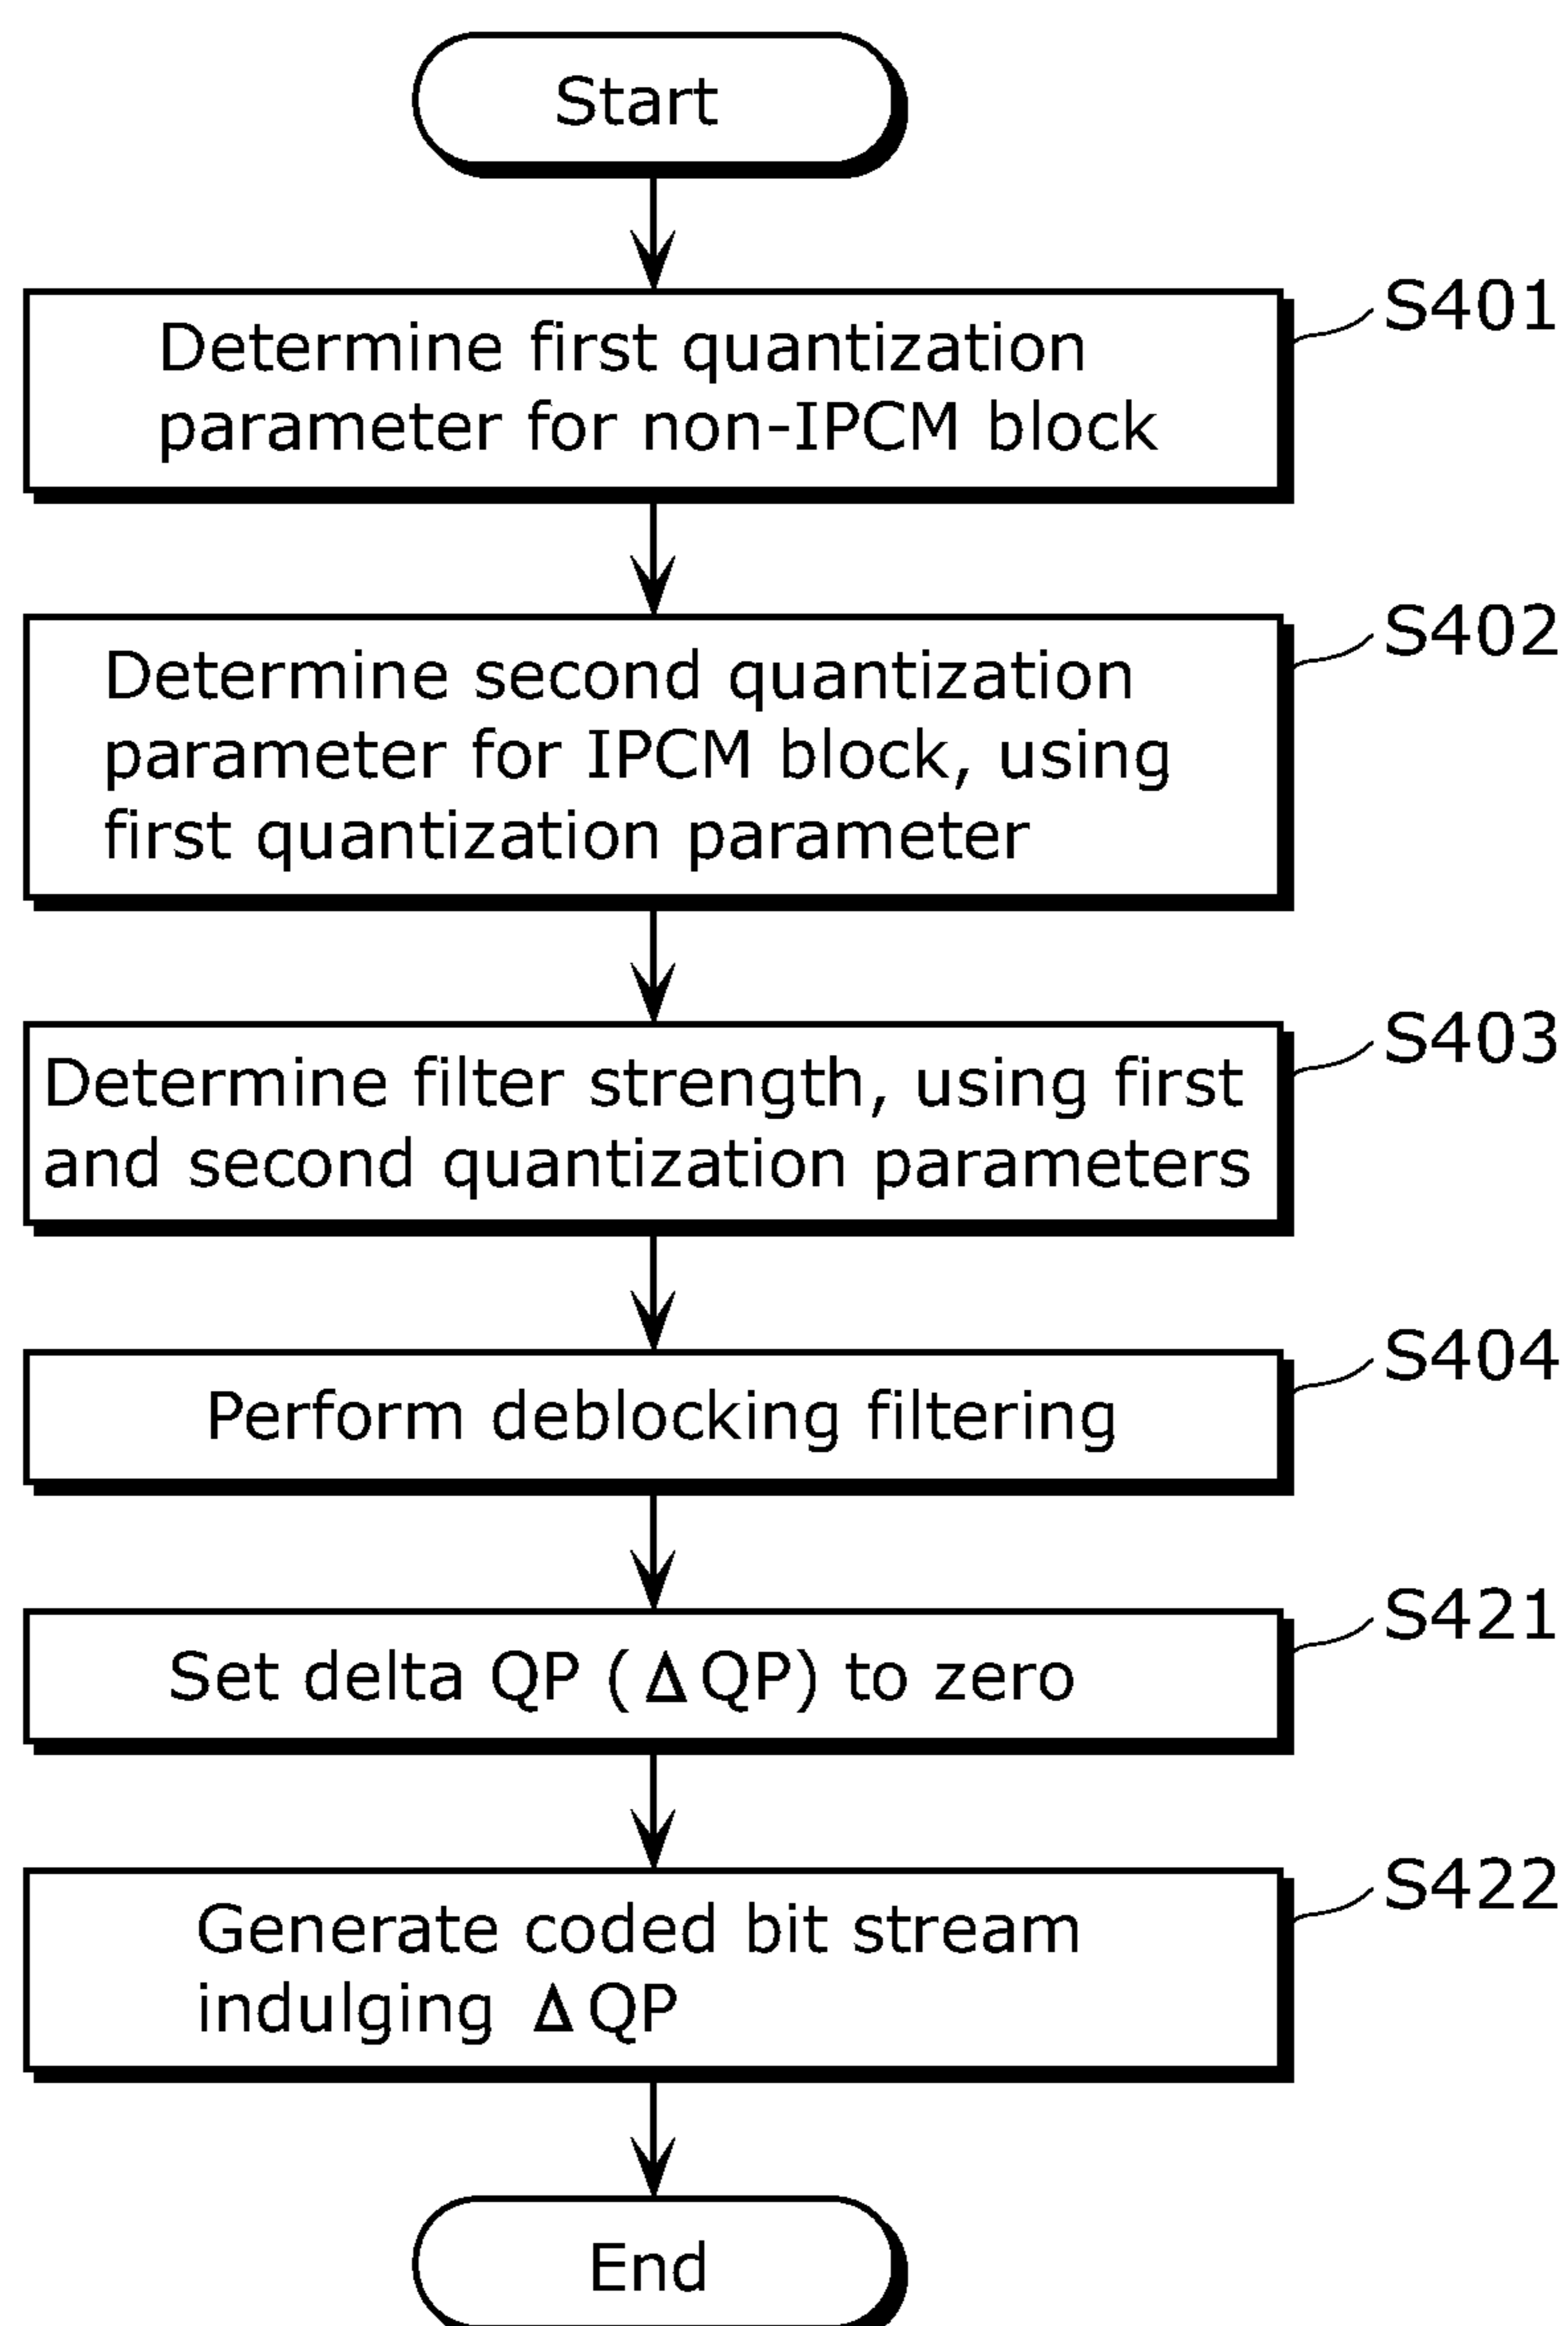 Start
S401
Determine first quantization
parameter for non-IPCM block
S402
Determine second quantization
parameter for IPCM block, using
first quantization parameter
S403
Determine filter strength, using first
and second quantization parameters
S404
Perform deblocking filtering
S421
Set delta QP (ΔQP) to zero
S422
Generate coded bit stream
indulging ΔQP
End